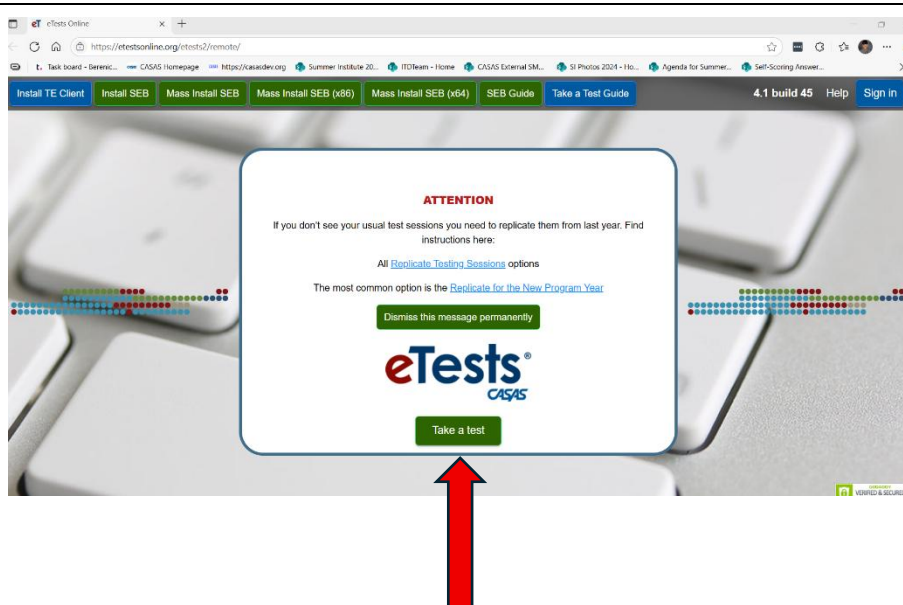 eT eTests Online
https://etestsonline.org/etests2/remote/
t. Task board - Berenic... CASAS Homepage https://casasdev.org Summer Institute 20... ITDTeam - Home CASAS External SM... SI Photos 2024 - Ho... Agenda for Summer... Self-Scoring Answer...
Install TE Client Install SEB Mass Install SEB Mass Install SEB (x86) Mass Install SEB (x64) SEB Guide Take a Test Guide 4.1 build 45 Help Sign in
ATTENTION
If you don't see your usual test sessions you need to replicate them from last year. Find
instructions here:
All Replicate Testing Sessions options
The most common option is the Replicate for the New Program Year
Dismiss this message permanently
eTests®
CASAS
Take a test
VERIFIED & SECURED